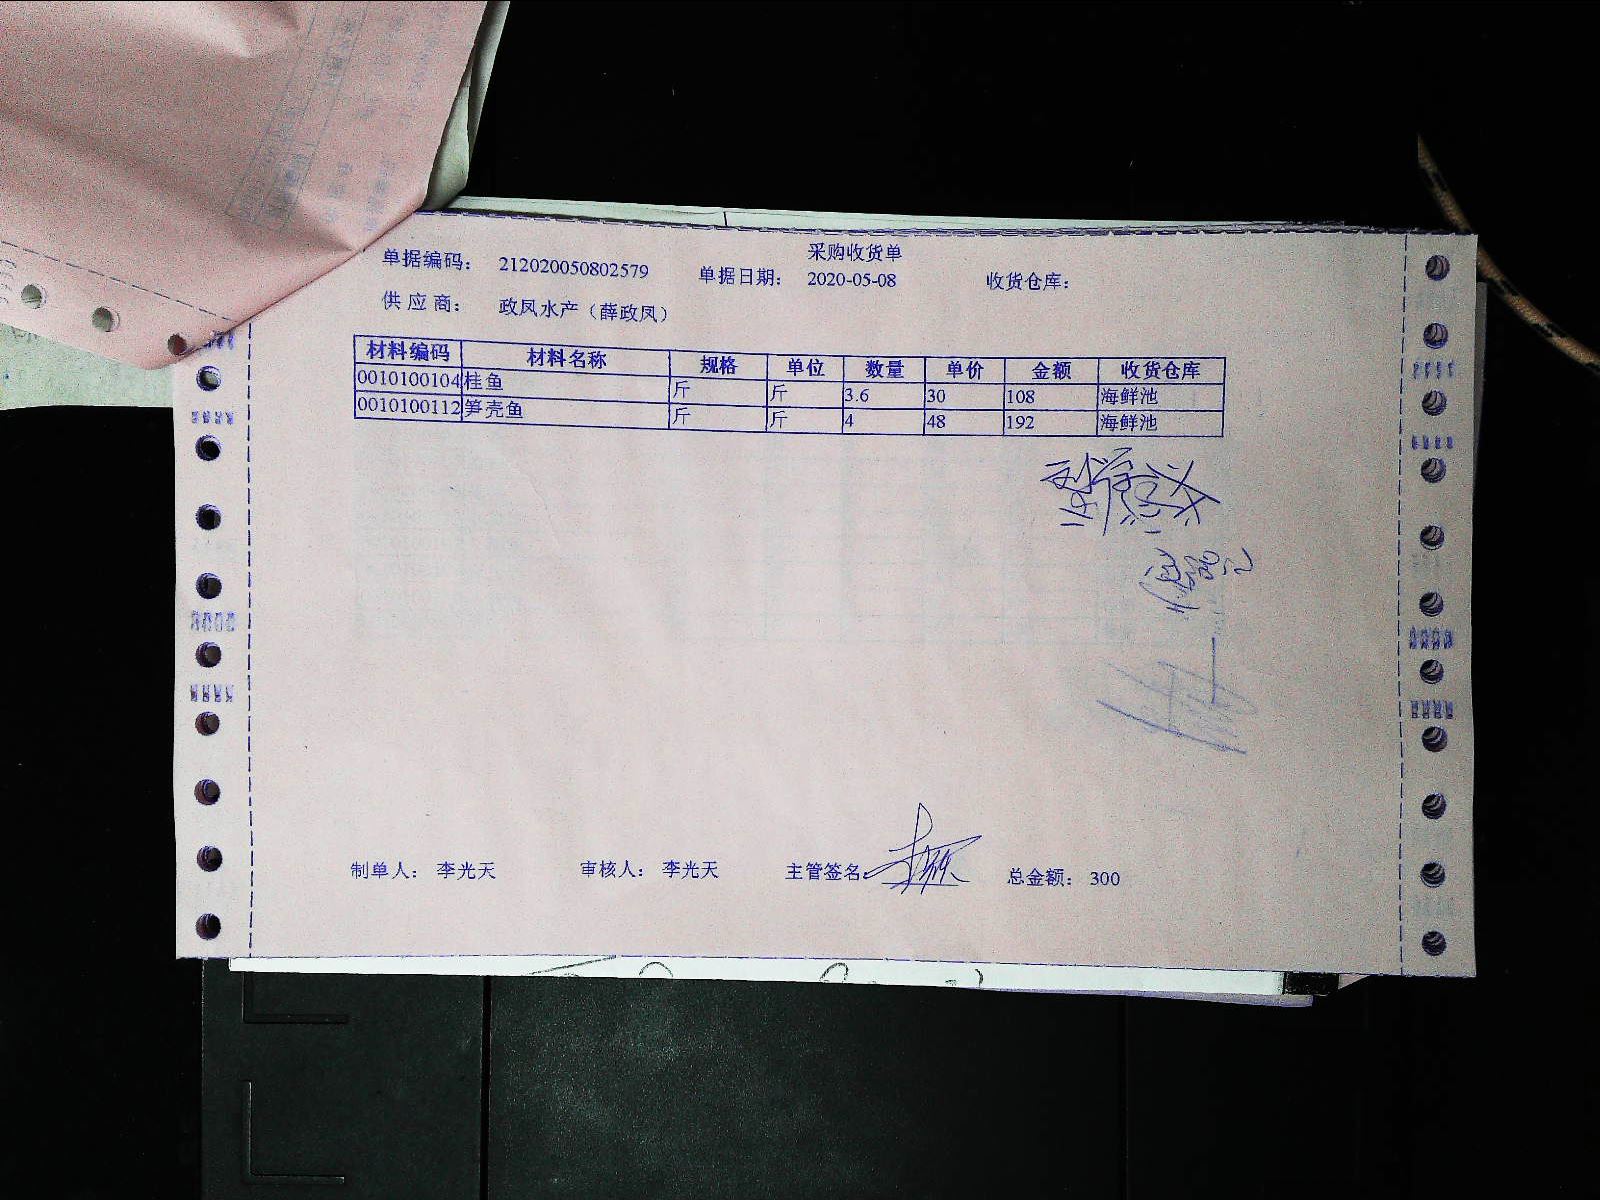 采购收货单
单据编码： 212020050802579 单据日期： 2020-05-08 收货仓库：
供 应 商： 政凤水产（薛政凤）
材料编码 材料名称 规格 单位 数量 单价 金额 收货仓库
0010100104 桂鱼 斤 斤 3.6 30 108 海鲜池
0010100112 笋壳鱼 斤 斤 4 48 192 海鲜池
制单人： 李光天 审核人： 李光天 主管签名: 总金额： 300